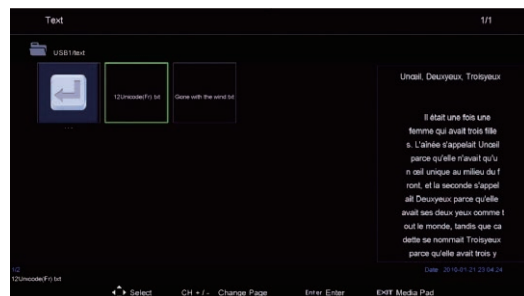 Text 1/1
USB1/text
12Unicode(Fr).txt
Gone with the wind.txt
Unœil, Deuxyeux, Troisyeux
Il était une fois une
femme qui avait trois fille
s. L'aînée s'appelait Unœil
parce qu'elle n'avait qu'u
n œil unique au milieu du f
ront, et la seconde s'appel
ait Deuxyeux parce qu'elle
avait ses deux yeux comme t
out le monde, tandis que ca
dette se nommait Troisyeux
parce qu'elle avait trois y
1/2
12Unicode(Fr).txt
Date: 2016-01-21 23:04:24
Select CH + / - Change Page Enter Enter EXIT Media Pad